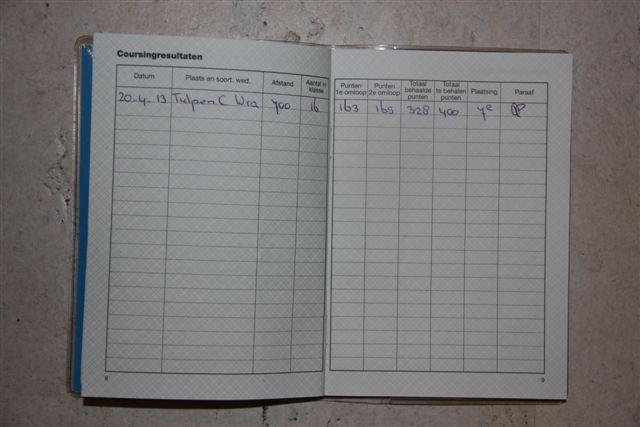 Coursingresultaten
Datum Plaats en soort. wed. Afstand Aantal in klasse Punten 1e omloop Punten 2e omloop Totaal behaalde punten Totaal te behalen punten Plaatsing Paraaf
20-4-13 Tulpen C Wra 400 16 163 165 328 400 4e
8 9